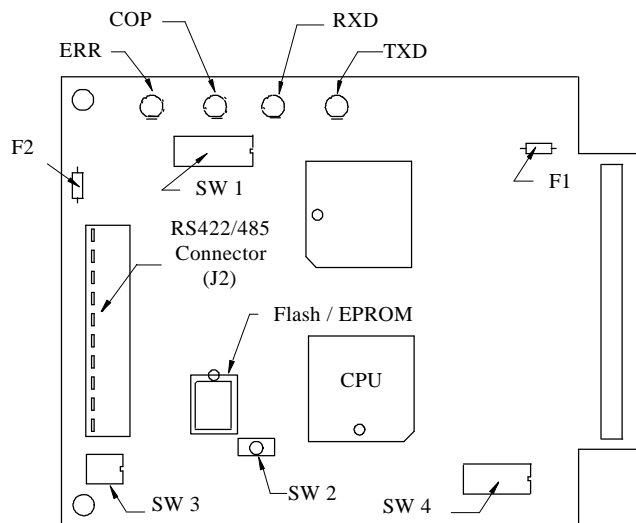 COP
RXD
ERR
TXD
F2
SW 1
F1
RS422/485
Connector
(J2)
Flash / EPROM
CPU
SW 3
SW 2
SW 4